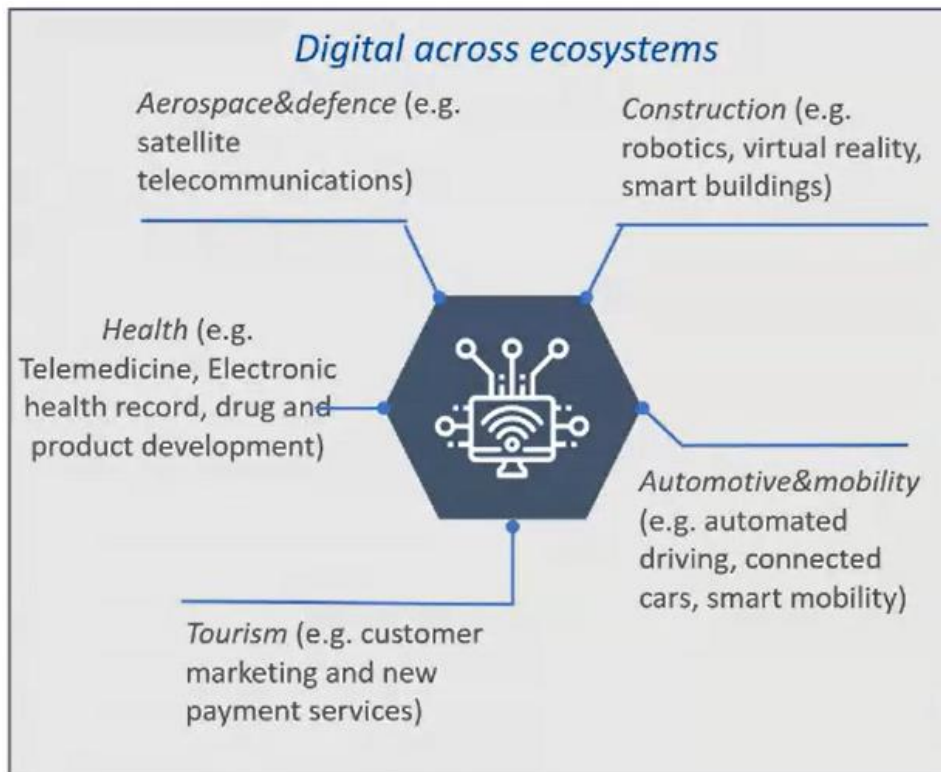 Digital across ecosystems
Aerospace&defence (e.g.
satellite
telecommunications)
Construction (e.g.
robotics, virtual reality,
smart buildings)
Health (e.g.
Telemedicine, Electronic
health record, drug and
product development)
Automotive&mobility
(e.g. automated
driving, connected
cars, smart mobility)
Tourism (e.g. customer
marketing and new
payment services)